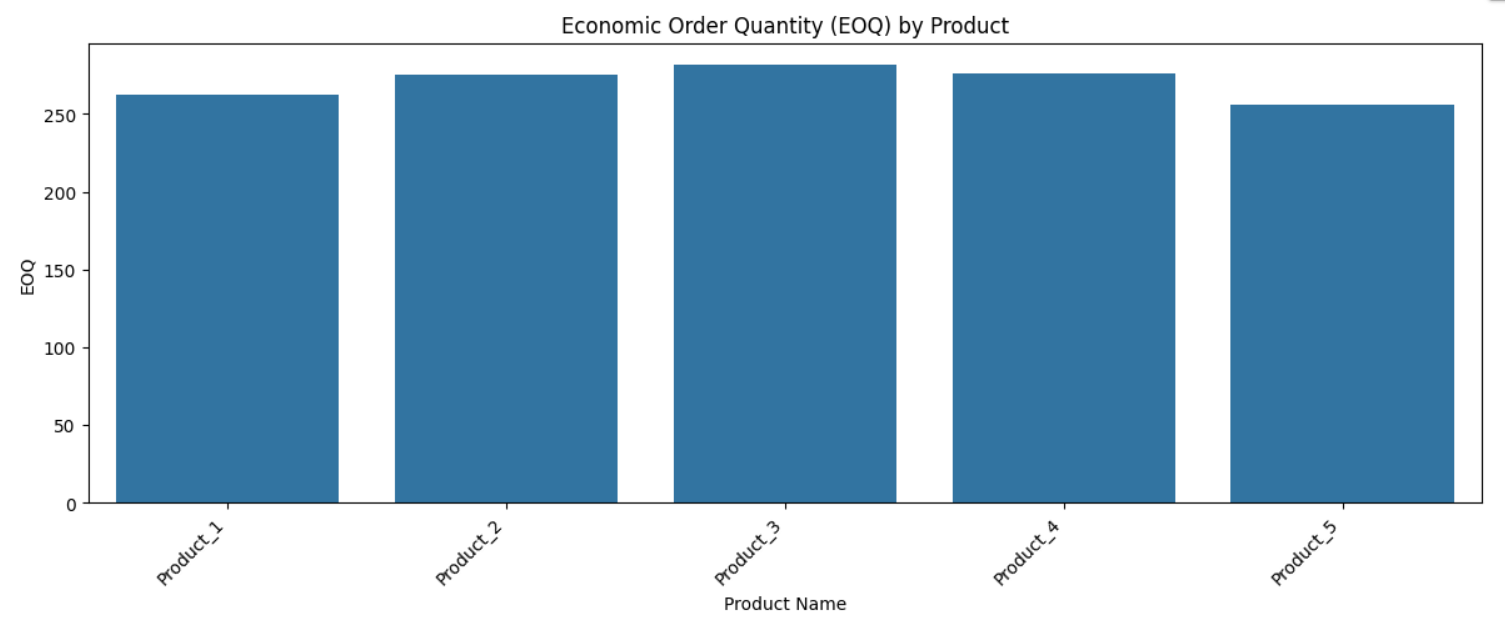 Economic Order Quantity (EOQ) by Product
EOQ
250
200
150
100
50
0
Product_1
Product_2
Product_3
Product_4
Product_5
Product Name